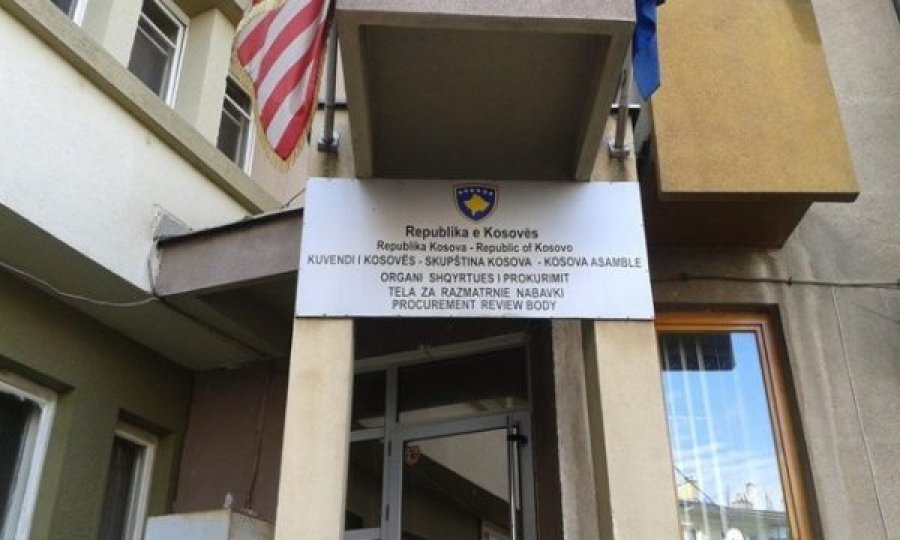 Republika e Kosovës
Republika Kosova - Republic of Kosovo
KUVENDI I KOSOVËS - SKUPŠTINA KOSOVA - KOSOVA ASAMBLE
ORGANI SHQYRTUES I PROKURIMIT
TELA ZA RAZMATRNIE NABAVKI
PROCUREMENT REVIEW BODY